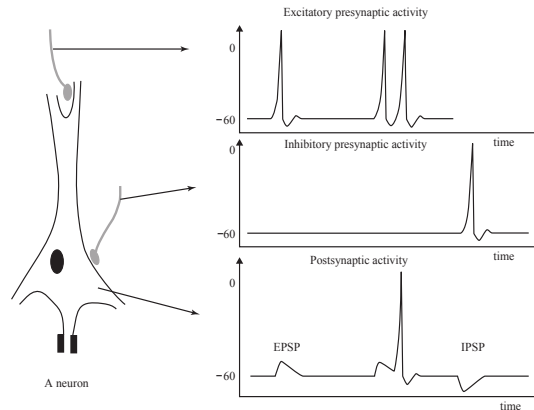 Excitatory presynaptic activity
0
−60
time
Inhibitory presynaptic activity
0
−60
time
Postsynaptic activity
0
EPSP
IPSP
−60
time
A neuron